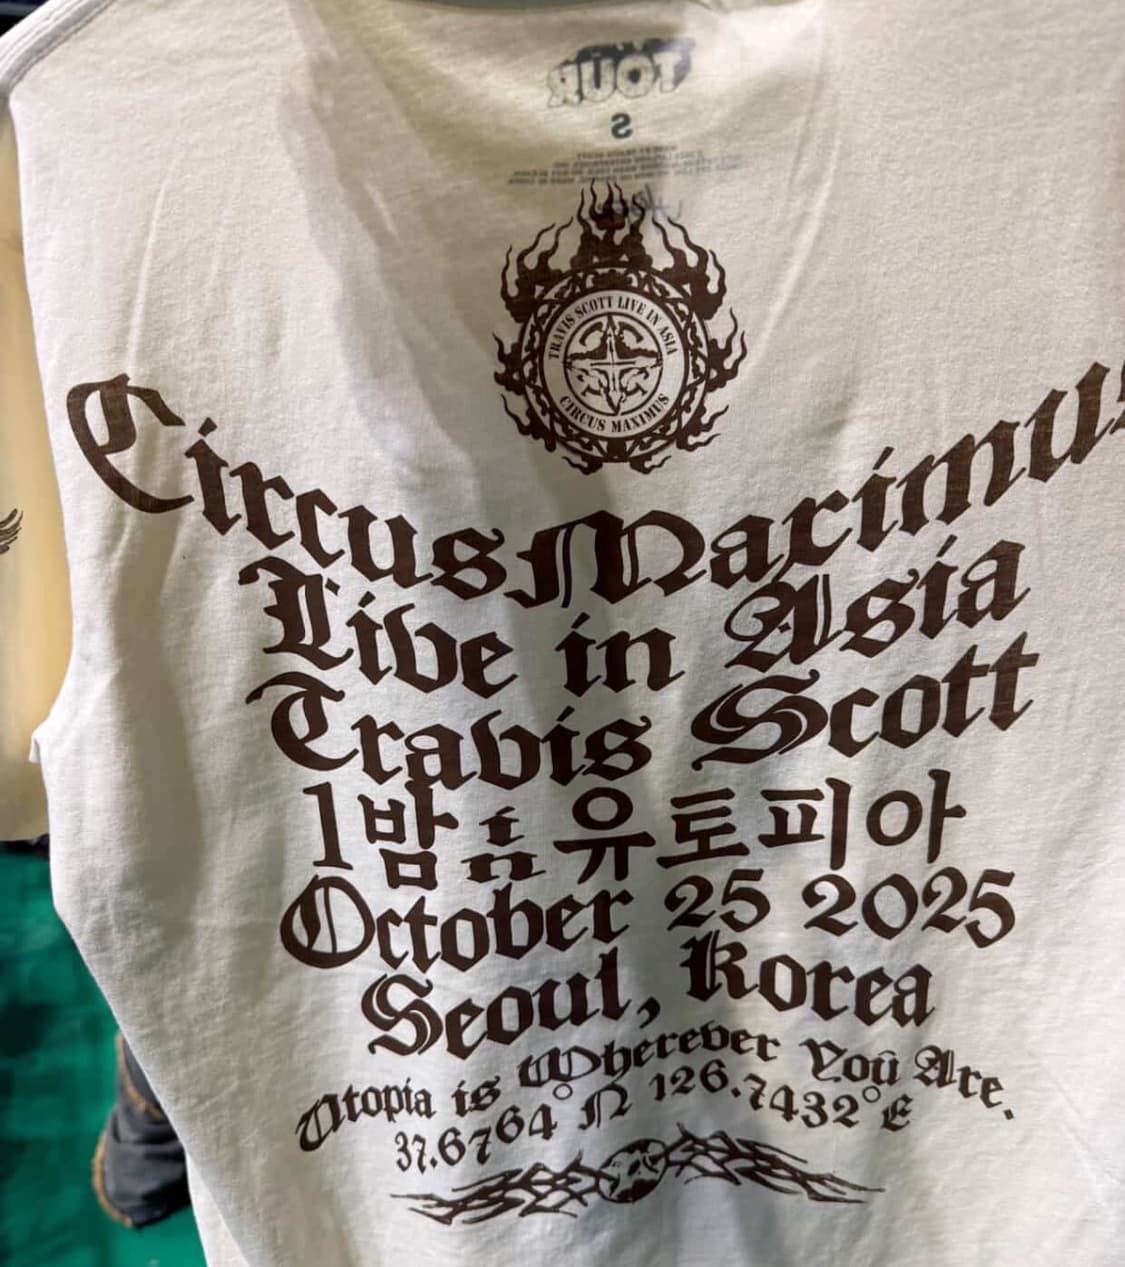 TOUR
S
TRAVIS SCOTT LIVE IN ASIA
CIRCUS MAXIMUS
Circus Maximus
Live in Asia
Travis Scott
1밤 in 유토피아
October 25 2025
Seoul, Korea
Utopia is Wherever You Are.
37.6764° N 126.7432° E